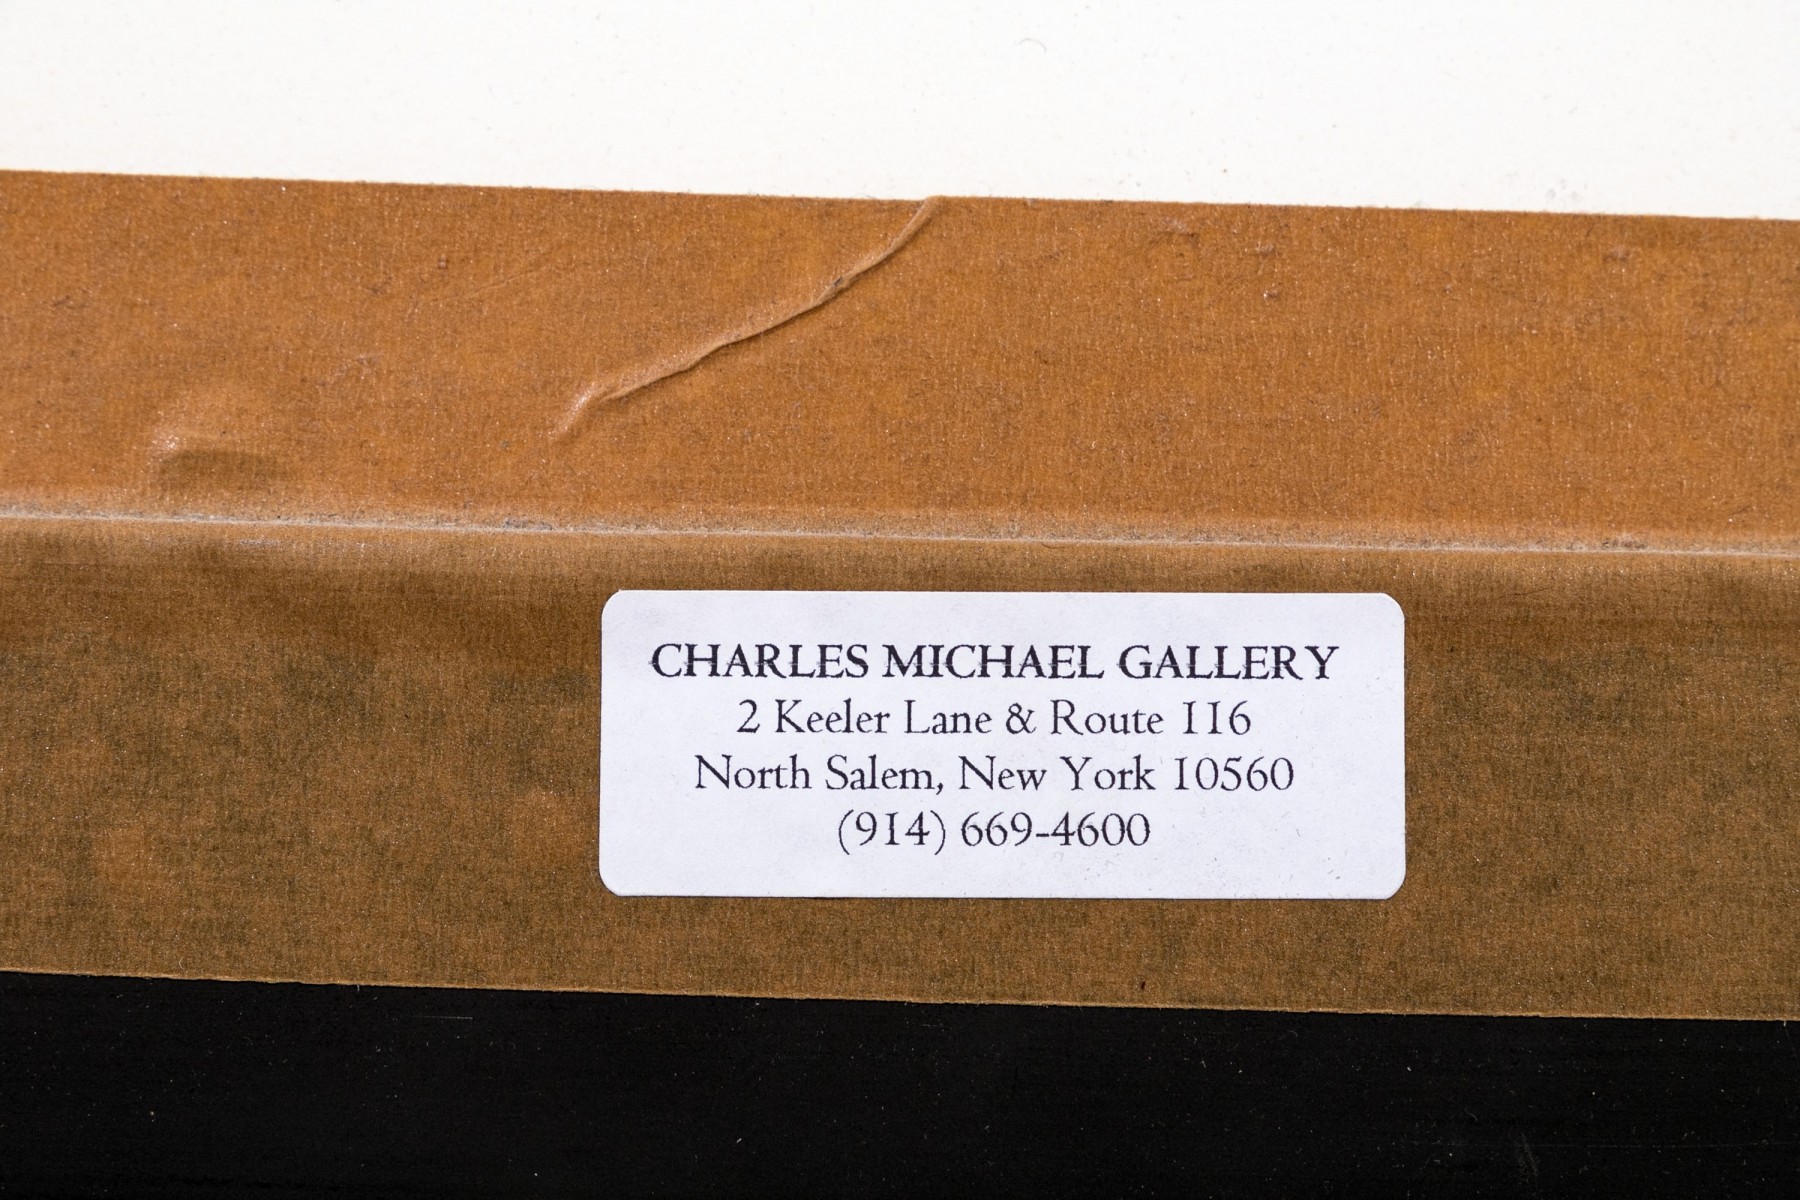 CHARLES MICHAEL GALLERY
2 Keeler Lane & Route 116
North Salem, New York 10560
(914) 669-4600